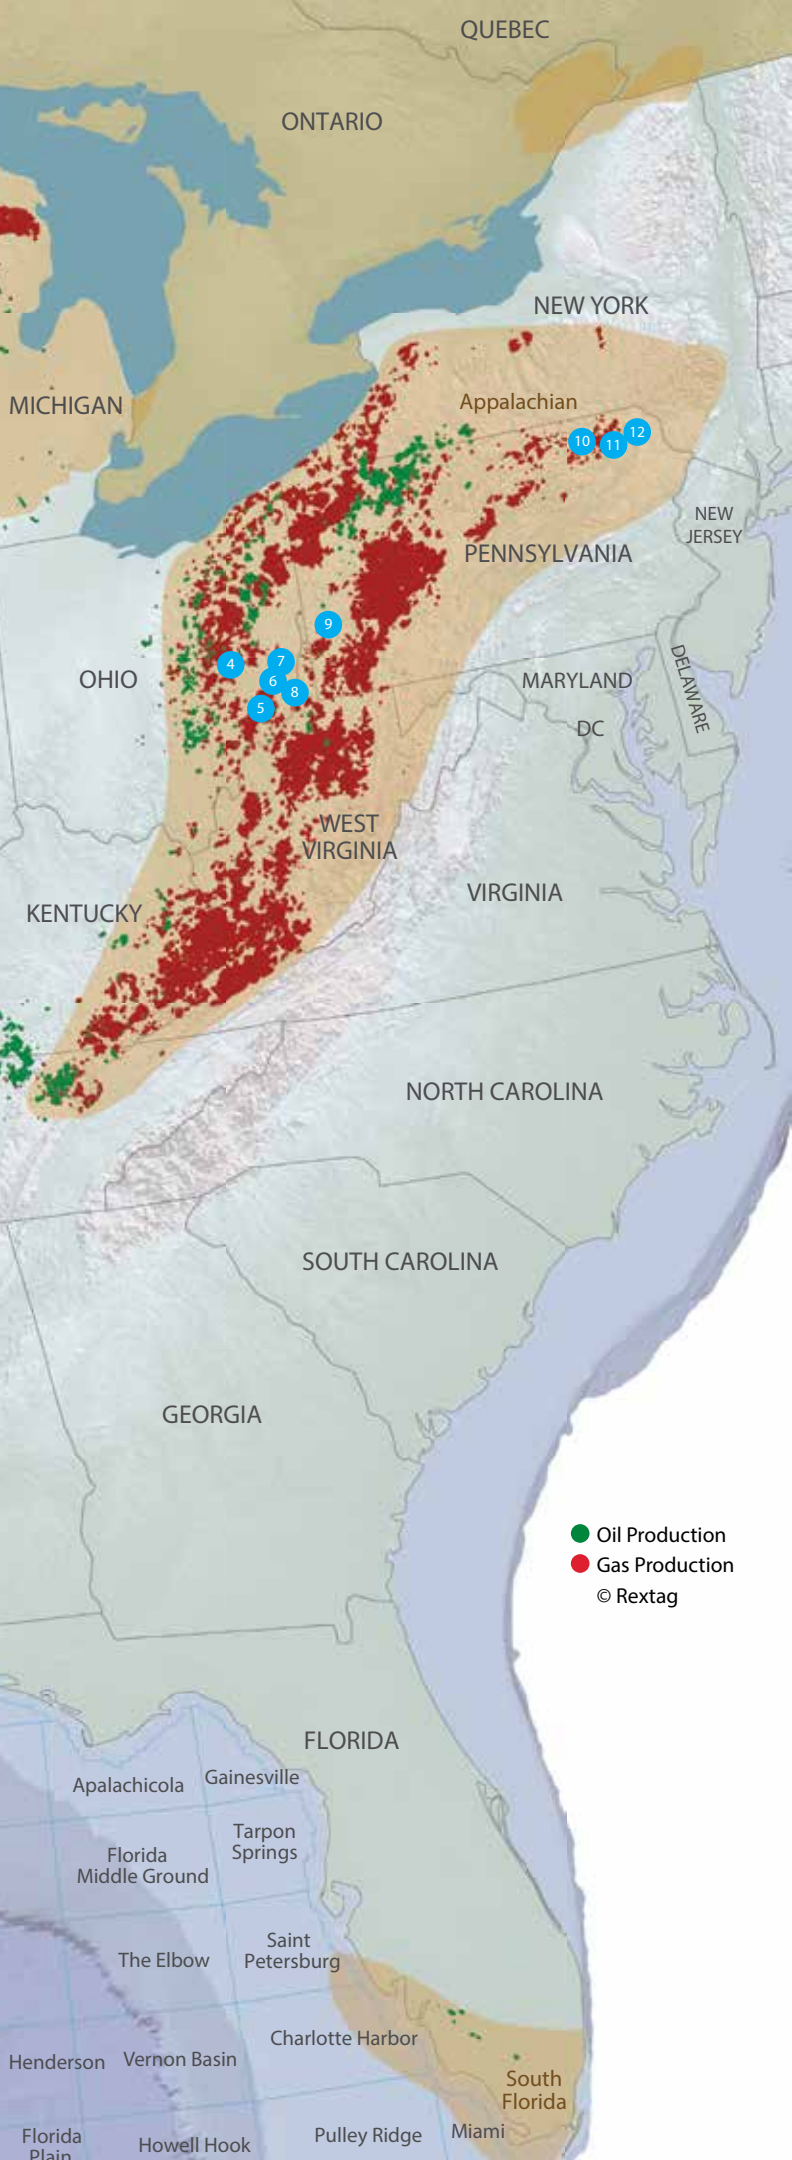 QUEBEC
ONTARIO
NEW YORK
MICHIGAN
Appalachian
10
11
12
NEW
JERSEY
PENNSYLVANIA
9
4
7
6
8
5
OHIO
MARYLAND
DELAWARE
DC
WEST
VIRGINIA
VIRGINIA
KENTUCKY
NORTH CAROLINA
SOUTH CAROLINA
GEORGIA
Oil Production
Gas Production
© Rextag
FLORIDA
Apalachicola
Gainesville
Tarpon
Springs
Florida
Middle Ground
The Elbow
Saint
Petersburg
Charlotte Harbor
Henderson
Vernon Basin
South
Florida
Miami
Pulley Ridge
Howell Hook
Florida
Plain